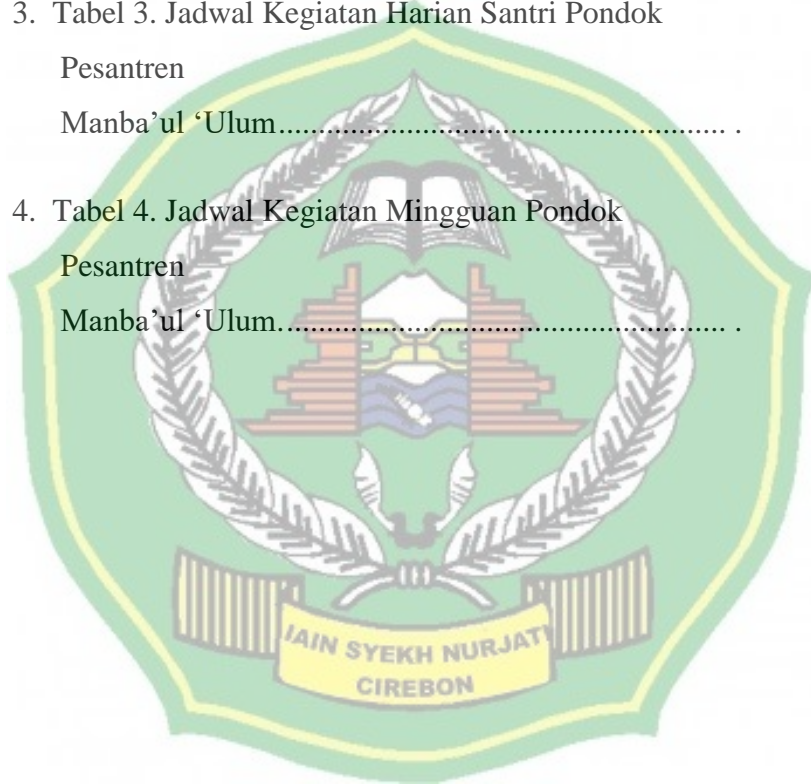 3. Tabel 3. Jadwal Kegiatan Harian Santri Pondok
Pesantren
Manba’ul ‘Ulum......................................................... .
4. Tabel 4. Jadwal Kegiatan Mingguan Pondok
Pesantren
Manba’ul ‘Ulum......................................................... .
IAIN SYEKH NURJATI
CIREBON